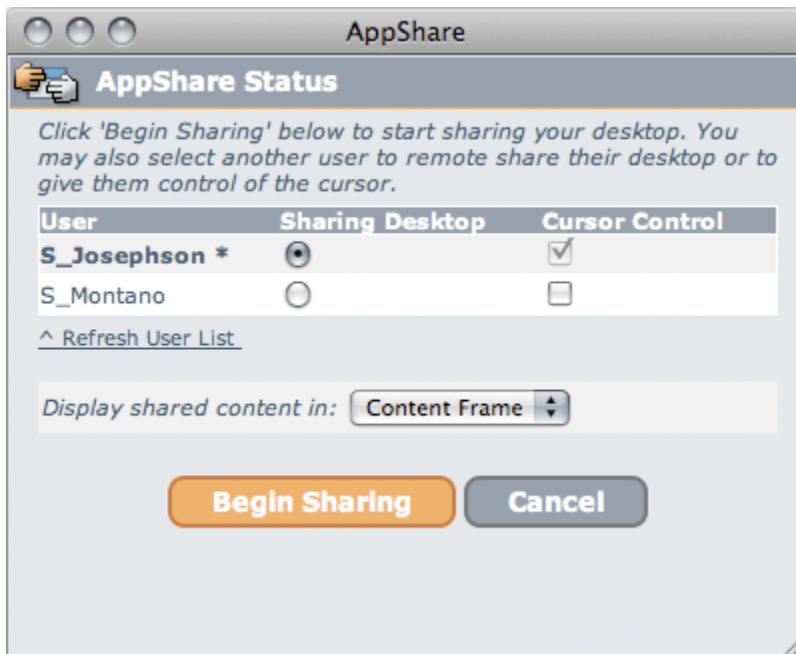 AppShare
AppShare Status
Click 'Begin Sharing' below to start sharing your desktop. You
may also select another user to remote share their desktop or to
give them control of the cursor.
User Sharing Desktop Cursor Control
S_Josephson *
S_Montano
^ Refresh User List
Display shared content in: Content Frame
Begin Sharing Cancel